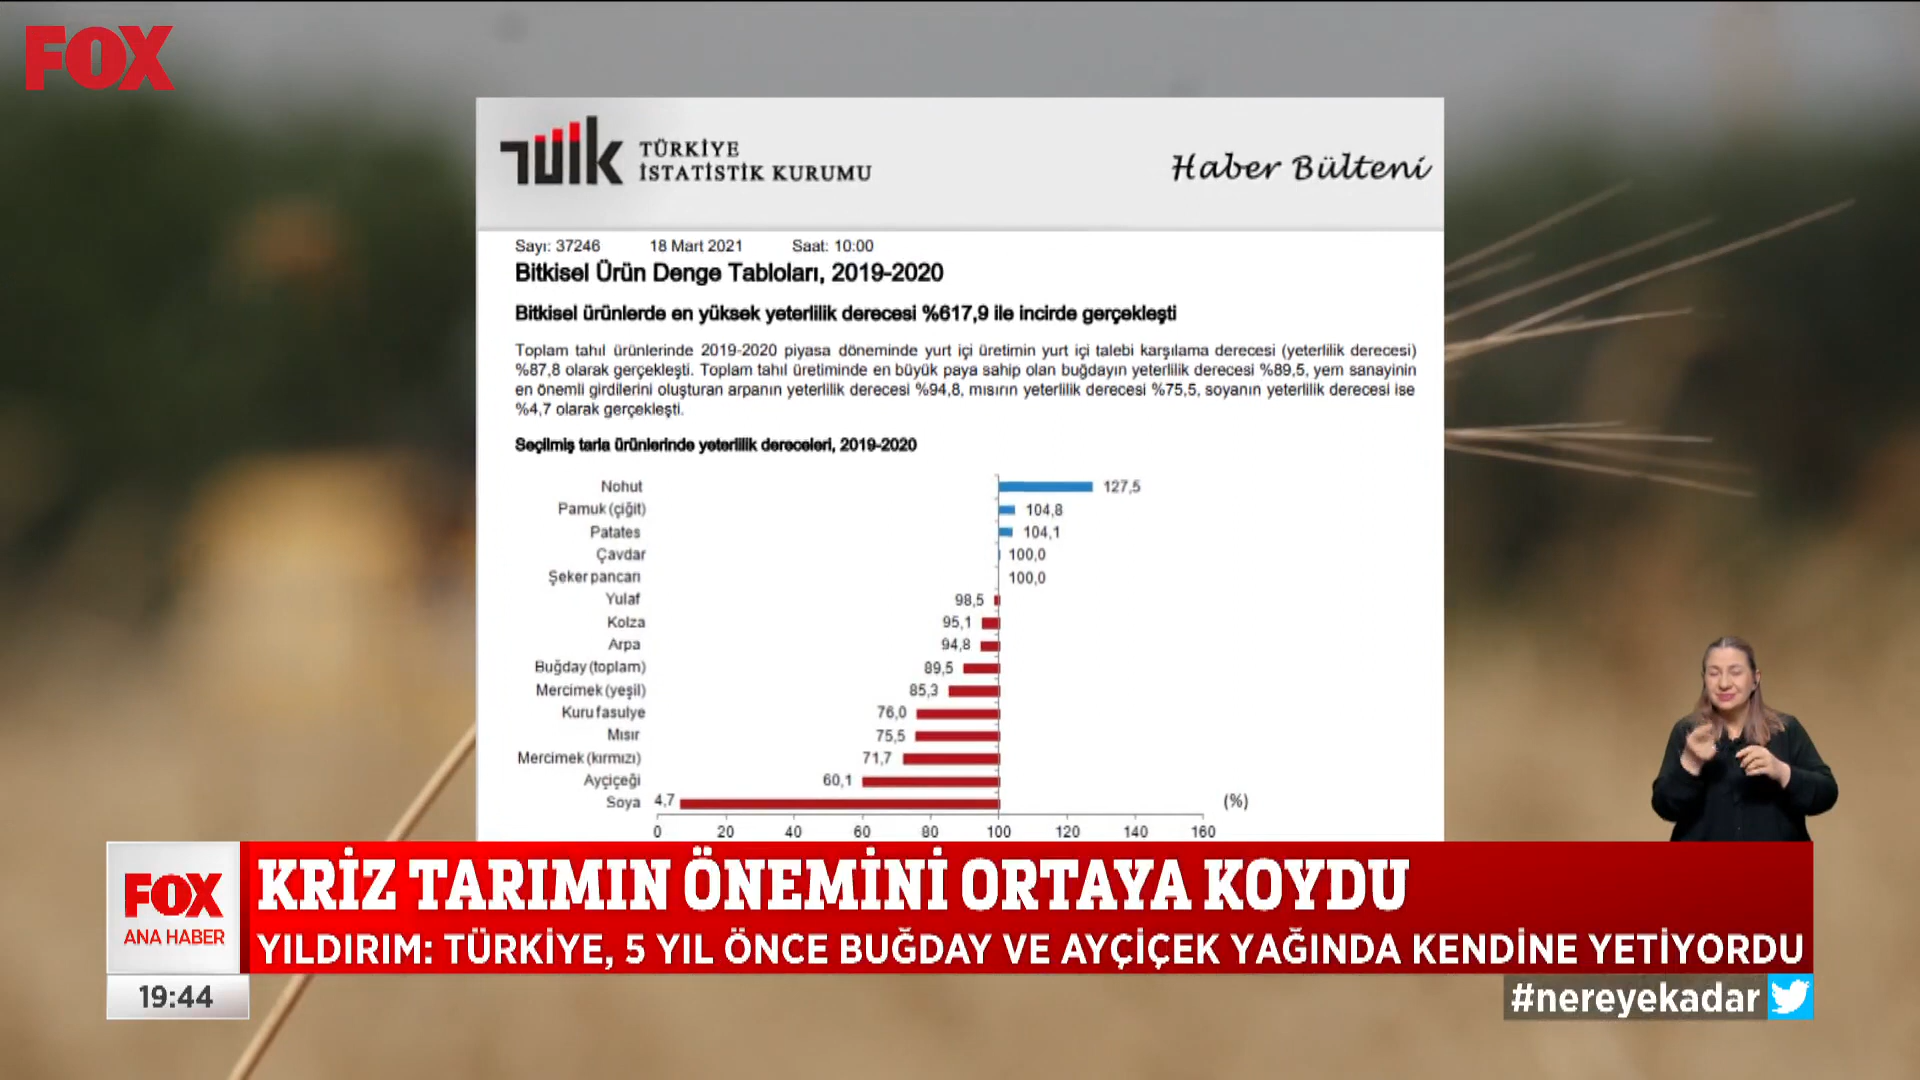 FOX
TÜİK TÜRKİYE
İSTATİSTİK KURUMU
Haber Bülteni
Sayı: 37246 18 Mart 2021 Saat: 10:00
Bitkisel Ürün Denge Tabloları, 2019-2020
Bitkisel ürünlerde en yüksek yeterlilik derecesi %617,9 ile incirde gerçekleşti
Toplam tahıl ürünlerinde 2019-2020 piyasa döneminde yurt içi üretimin yurt içi talebi karşılama derecesi (yeterlilik derecesi)
%87,8 olarak gerçekleşti. Toplam tahıl üretiminde en büyük paya sahip olan buğdayın yeterlilik derecesi %89,5, yem sanayinin
en önemli girdilerini oluşturan arpanın yeterlilik derecesi %94,8, mısırın yeterlilik derecesi %75,5, soyanın yeterlilik derecesi ise
%4,7 olarak gerçekleşti.
Seçilmiş tarla ürünlerinde yeterlilik dereceleri, 2019-2020
Nohut 127,5
Pamuk (çiğit) 104,8
Patates 104,1
Çavdar 100,0
Şeker pancarı 100,0
Yulaf 98,5
Kolza 95,1
Arpa 94,8
Buğday (toplam) 89,5
Mercimek (yeşil) 85,3
Kuru fasulye 76,0
Mısır 75,5
Mercimek (kırmızı) 71,7
Ayçiçeği 60,1
Soya 4,7 (%)
0 20 40 60 80 100 120 140 160
FOX
ANA HABER
KRİZ TARIMIN ÖNEMİNİ ORTAYA KOYDU
YILDIRIM: TÜRKİYE, 5 YIL ÖNCE BUĞDAY VE AYÇİÇEK YAĞINDA KENDİNE YETİYORDU
19:44
#nereyekadar